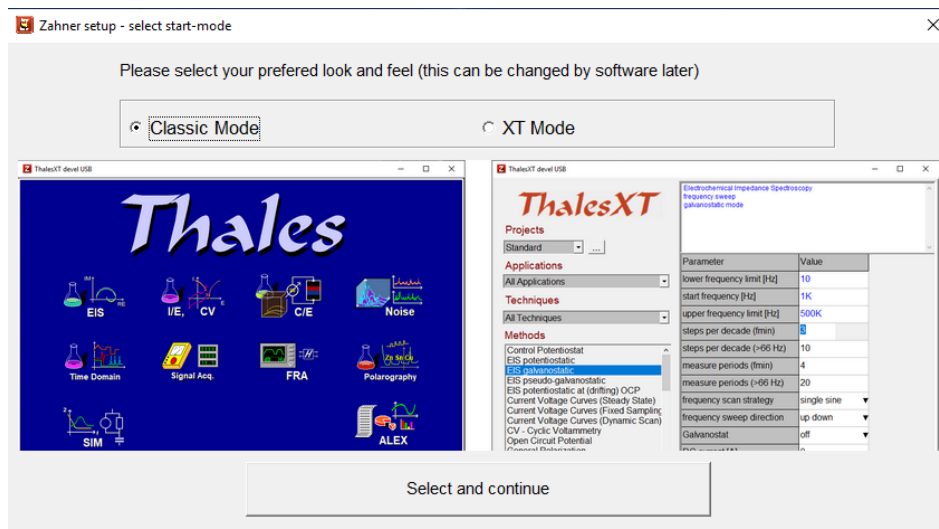 Zahner setup - select start-mode
Please select your prefered look and feel (this can be changed by software later)
Classic Mode
XT Mode
ThalesXT devel USB
Thales
EIS
I/E, CV
C/E
Noise
Time Domain
Signal Acq.
FRA
Polarography
SIM
ALEX
ThalesXT devel USB
ThalesXT
Projects
Standard
...
Applications
All Applications
Techniques
All Techniques
Methods
Control Potentiostat
EIS potentiostatic
EIS galvanostatic
EIS pseudo-galvanostatic
EIS potentiostatic at (drifting) OCP
Current Voltage Curves (Steady State)
Current Voltage Curves (Fixed Sampling
Current Voltage Curves (Dynamic Scan)
CV - Cyclic Voltammetry
Open Circuit Potential
General Polarization
Electrochemical Impedance Spectroscopy
frequency sweep
galvanostatic mode
Parameter Value
lower frequency limit [Hz] 10
start frequency [Hz] 1K
upper frequency limit [Hz] 500K
steps per decade (fmin) 3
steps per decade (>66 Hz) 10
measure periods (fmin) 4
measure periods (>66 Hz) 20
frequency scan strategy single sine
frequency sweep direction up down
Galvanostat off
DC current [A] 0
Select and continue